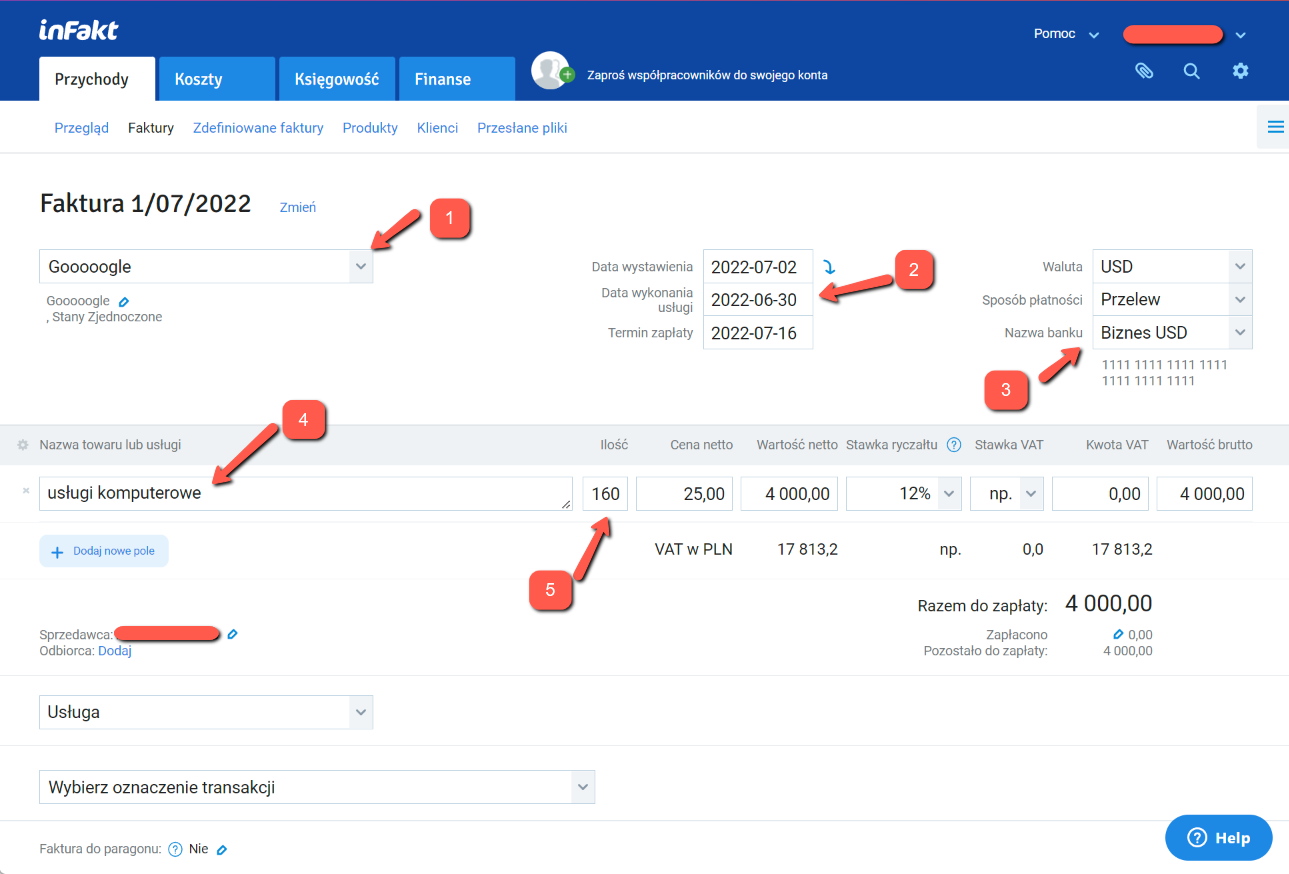 inFakt
Pomoc
Przychody
Koszty
Księgowość
Finanse
Zaproś współpracowników do swojego konta
Przegląd
Faktury
Zdefiniowane faktury
Produkty
Klienci
Przesłane pliki
Faktura 1/07/2022
Zmień
1
Gooooogle
Gooooogle
, Stany Zjednoczone
Data wystawienia
2022-07-02
Data wykonania
usługi
2022-06-30
Termin zapłaty
2022-07-16
2
Waluta
USD
Sposób płatności
Przelew
Nazwa banku
Biznes USD
1111 1111 1111 1111
1111 1111 1111
3
4
Nazwa towaru lub usługi
Ilość
Cena netto
Wartość netto
Stawka ryczałtu
?
Stawka VAT
Kwota VAT
Wartość brutto
×
usługi komputerowe
160
25,00
4 000,00
12%
np.
0,00
4 000,00
+ Dodaj nowe pole
VAT w PLN
17 813,2
np.
0,0
17 813,2
5
Razem do zapłaty:
4 000,00
Zapłacono
0,00
Pozostało do zapłaty:
4 000,00
Sprzedawca:
Odbiorca: Dodaj
Usługa
Wybierz oznaczenie transakcji
Faktura do paragonu: ? Nie
? Help